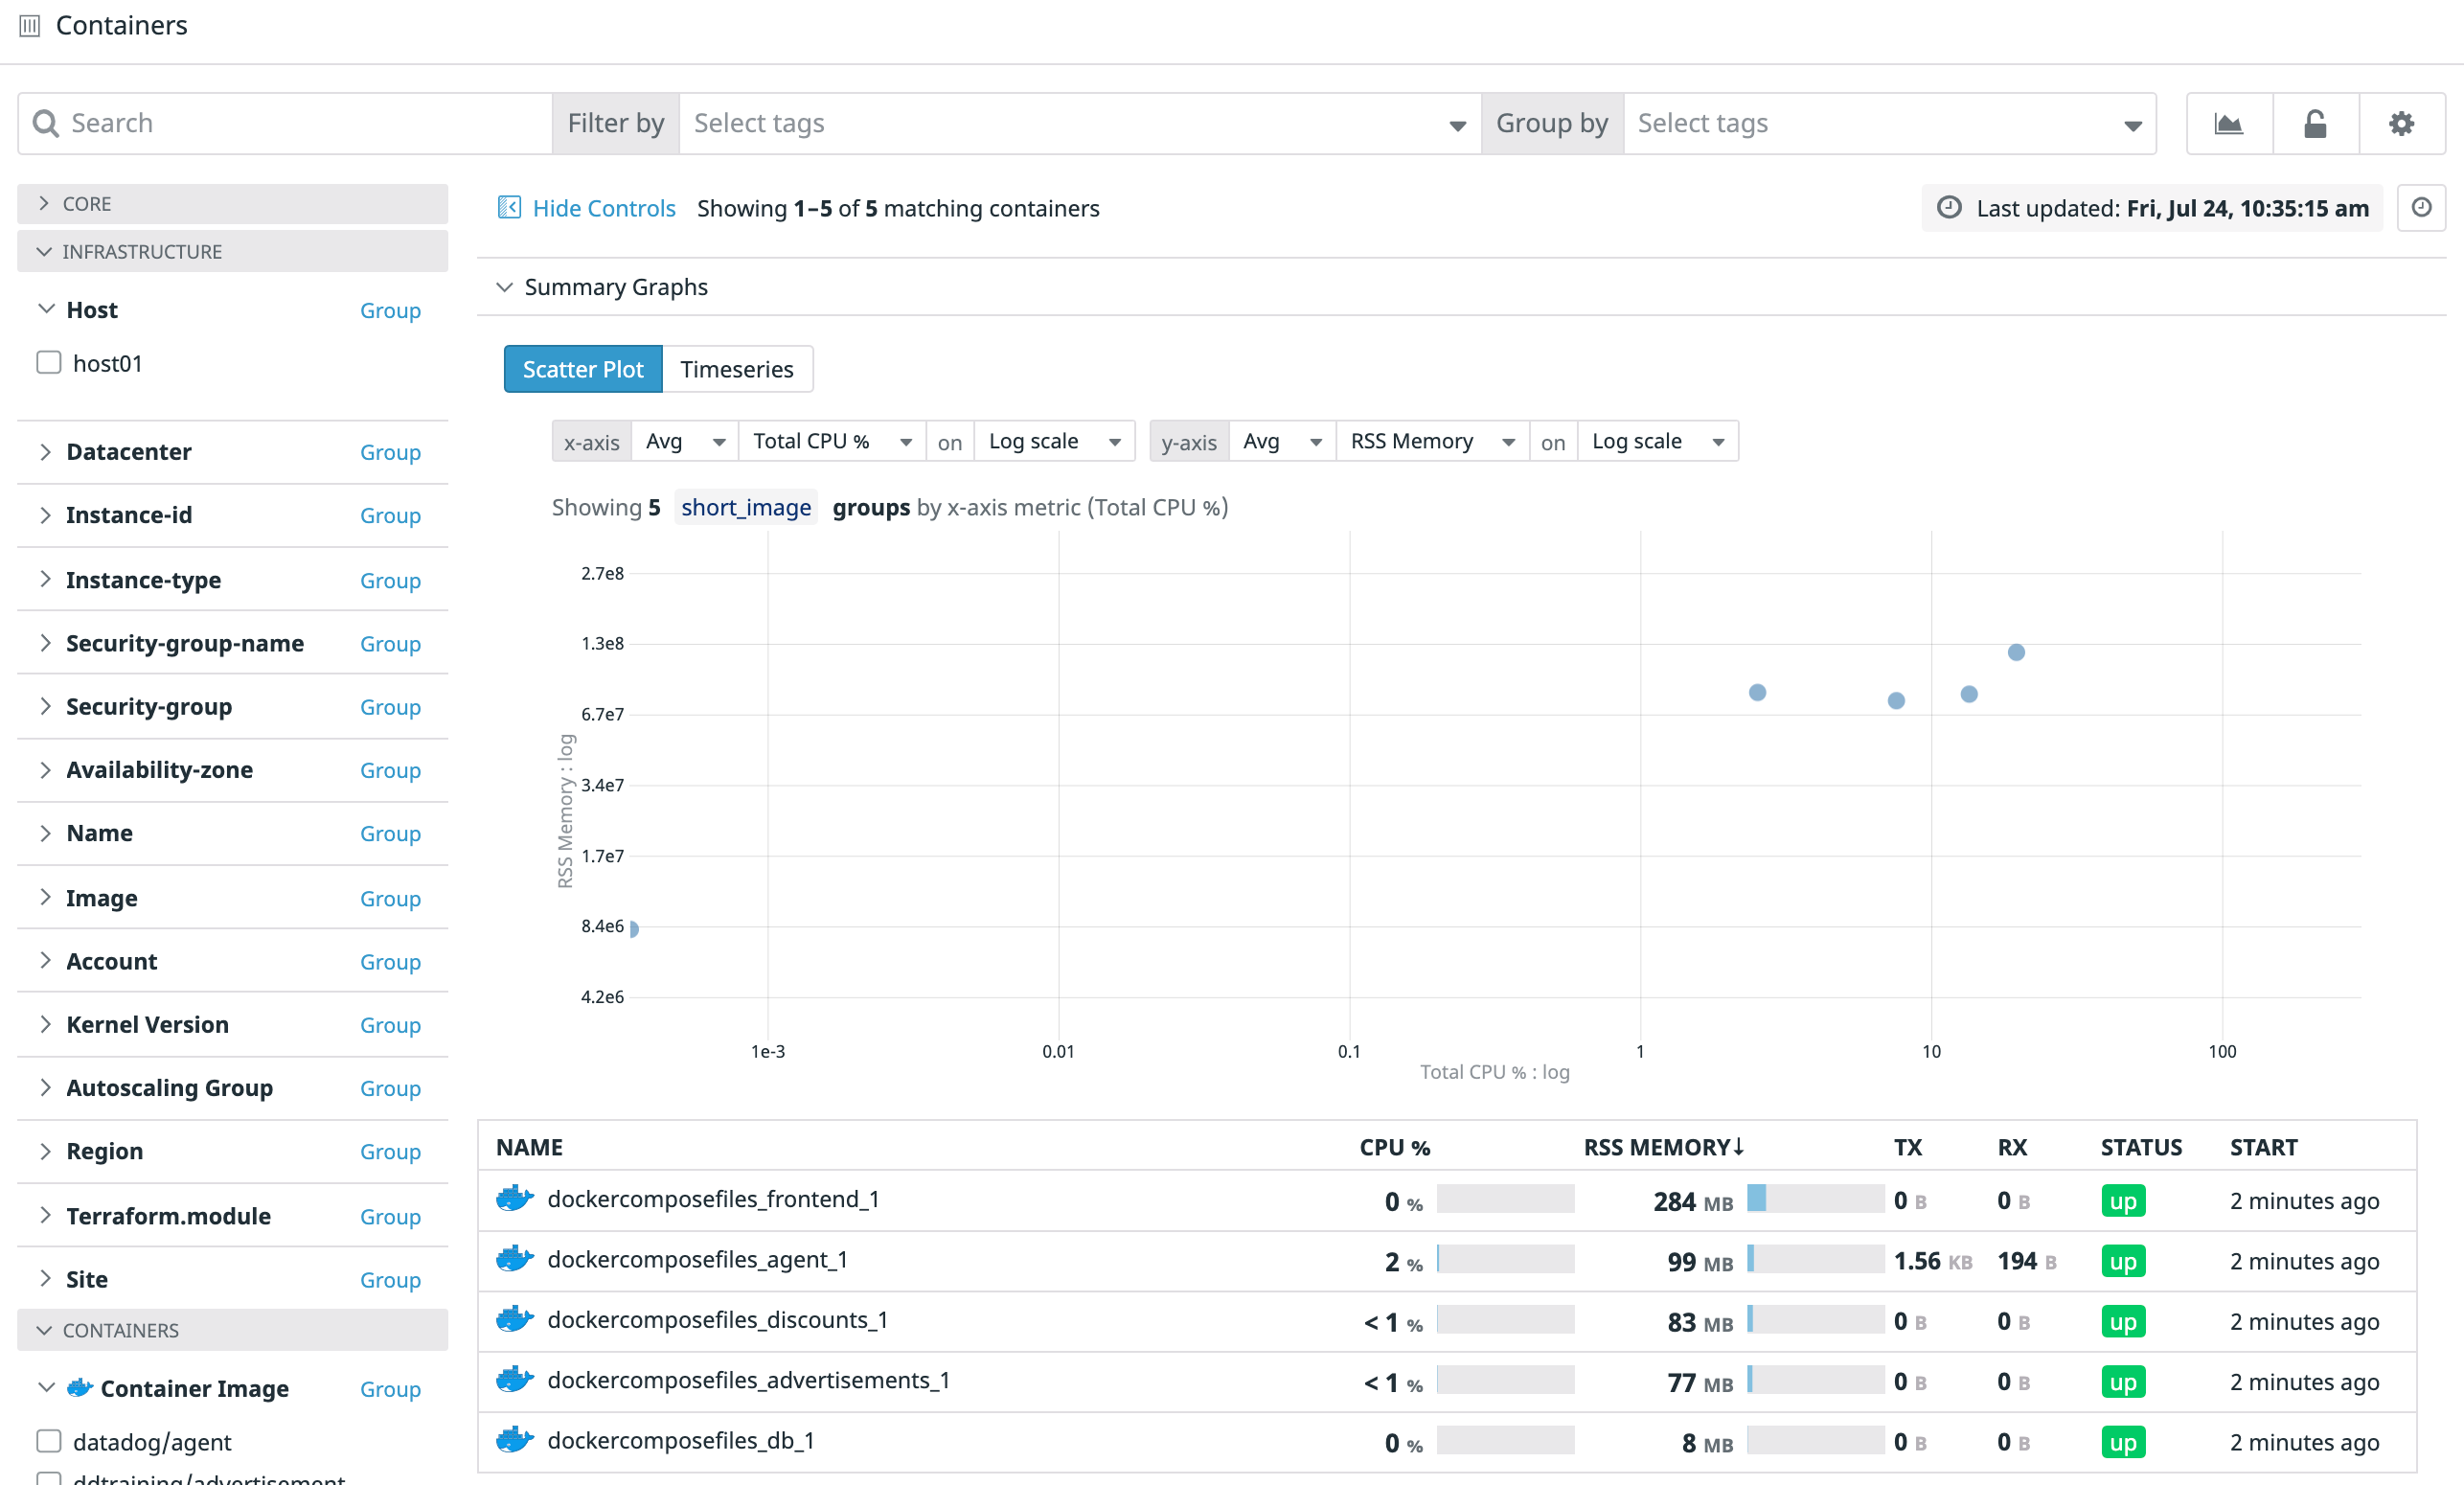 Containers
Search Filter by Select tags Group by Select tags
CORE
INFRASTRUCTURE
Host Group
host01
Datacenter Group
Instance-id Group
Instance-type Group
Security-group-name Group
Security-group Group
Availability-zone Group
Name Group
Image Group
Account Group
Kernel Version Group
Autoscaling Group Group
Region Group
Terraform.module Group
Site Group
CONTAINERS
Container Image Group
datadog/agent
ddtraining/advertisement
Hide Controls Showing 1–5 of 5 matching containers Last updated: Fri, Jul 24, 10:35:15 am
Summary Graphs
Scatter Plot Timeseries
x-axis Avg Total CPU % on Log scale y-axis Avg RSS Memory on Log scale
Showing 5 short_image groups by x-axis metric (Total CPU %)
RSS Memory : log
2.7e8
1.3e8
6.7e7
3.4e7
1.7e7
8.4e6
4.2e6
1e-3 0.01 0.1 1 10 100
Total CPU % : log
NAME CPU % RSS MEMORY↓ TX RX STATUS START
dockercomposefiles_frontend_1 0 % 284 MB 0 B 0 B up 2 minutes ago
dockercomposefiles_agent_1 2 % 99 MB 1.56 KB 194 B up 2 minutes ago
dockercomposefiles_discounts_1 < 1 % 83 MB 0 B 0 B up 2 minutes ago
dockercomposefiles_advertisements_1 < 1 % 77 MB 0 B 0 B up 2 minutes ago
dockercomposefiles_db_1 0 % 8 MB 0 B 0 B up 2 minutes ago